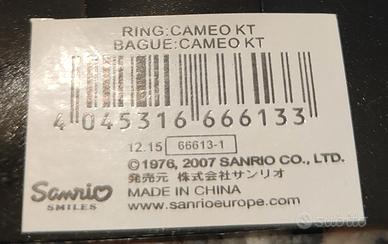 RING:CAMEO KT
BAGUE:CAMEO KT
4 045316 666133
12.15 66613-1
©1976, 2007 SANRIO CO., LTD.
発売元 株式会社サンリオ
Sanrio
SMILES
MADE IN CHINA
www.sanrioeurope.com
subito